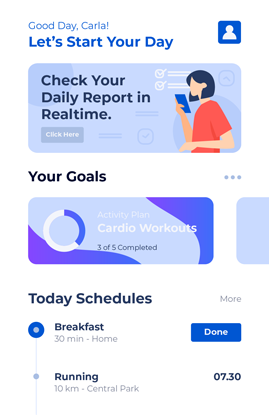 Good Day, Carla!
Let's Start Your Day
Check Your
Daily Report in
Realtime.
Click Here
Your Goals
Activity Plan
Cardio Workouts
3 of 5 Completed
Today Schedules
More
Breakfast
30 min - Home
Done
Running
10 km - Central Park
07.30